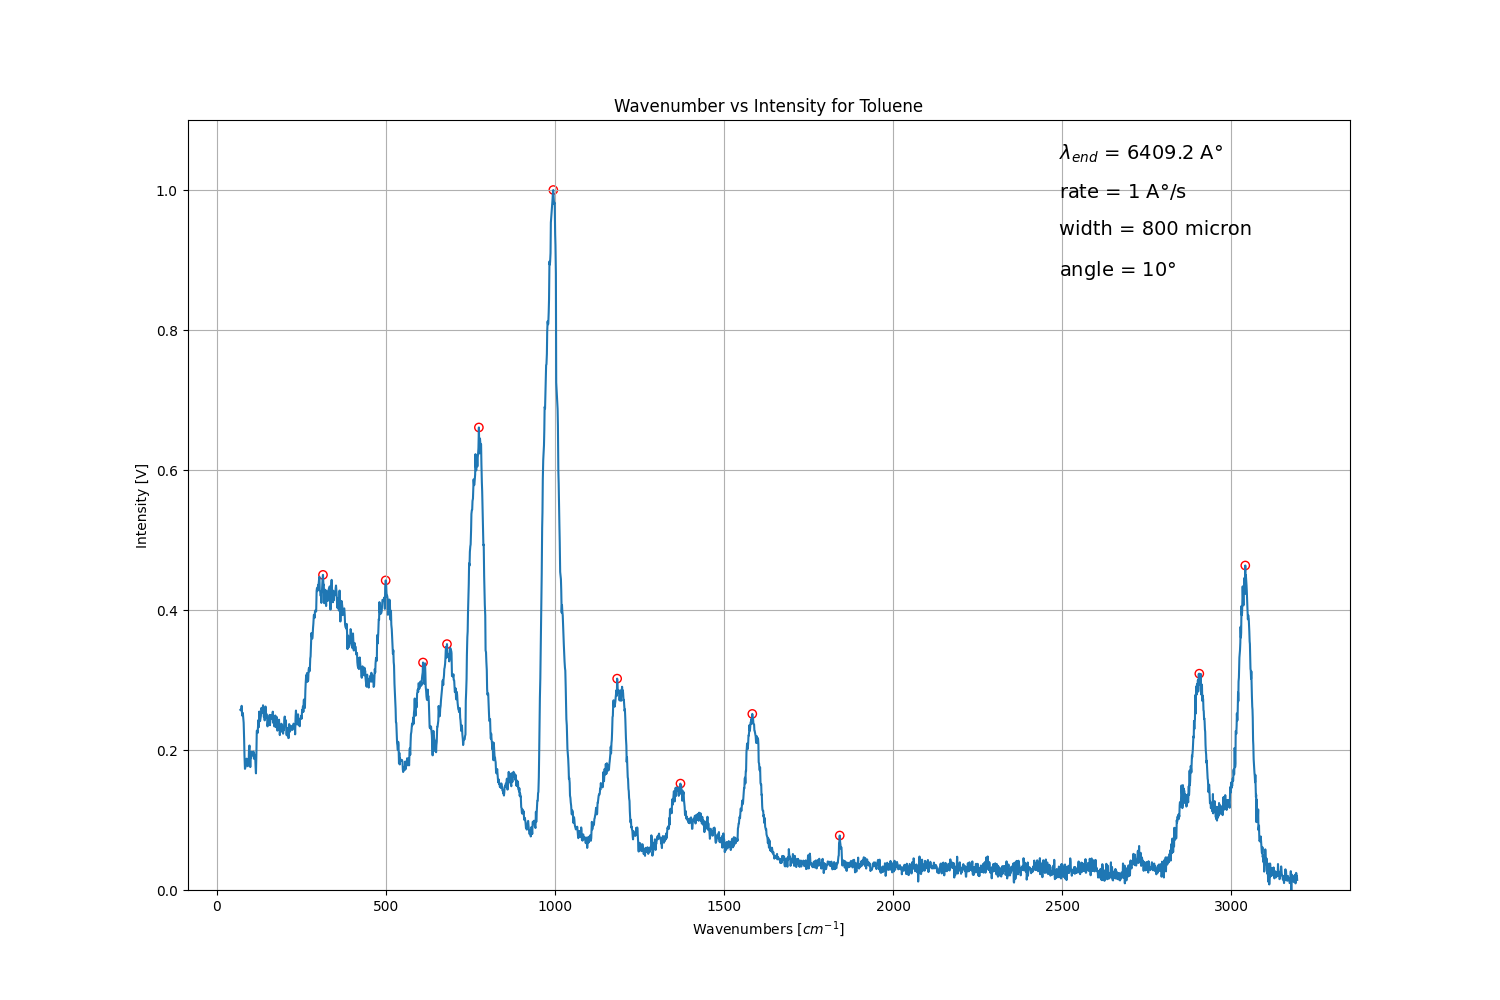 Wavenumber vs Intensity for Toluene
λ_end = 6409.2 A°
rate = 1 A°/s
width = 800 micron
angle = 10°
Intensity [V]
1.0
0.8
0.6
0.4
0.2
0.0
0 500 1000 1500 2000 2500 3000
Wavenumbers [cm⁻¹]